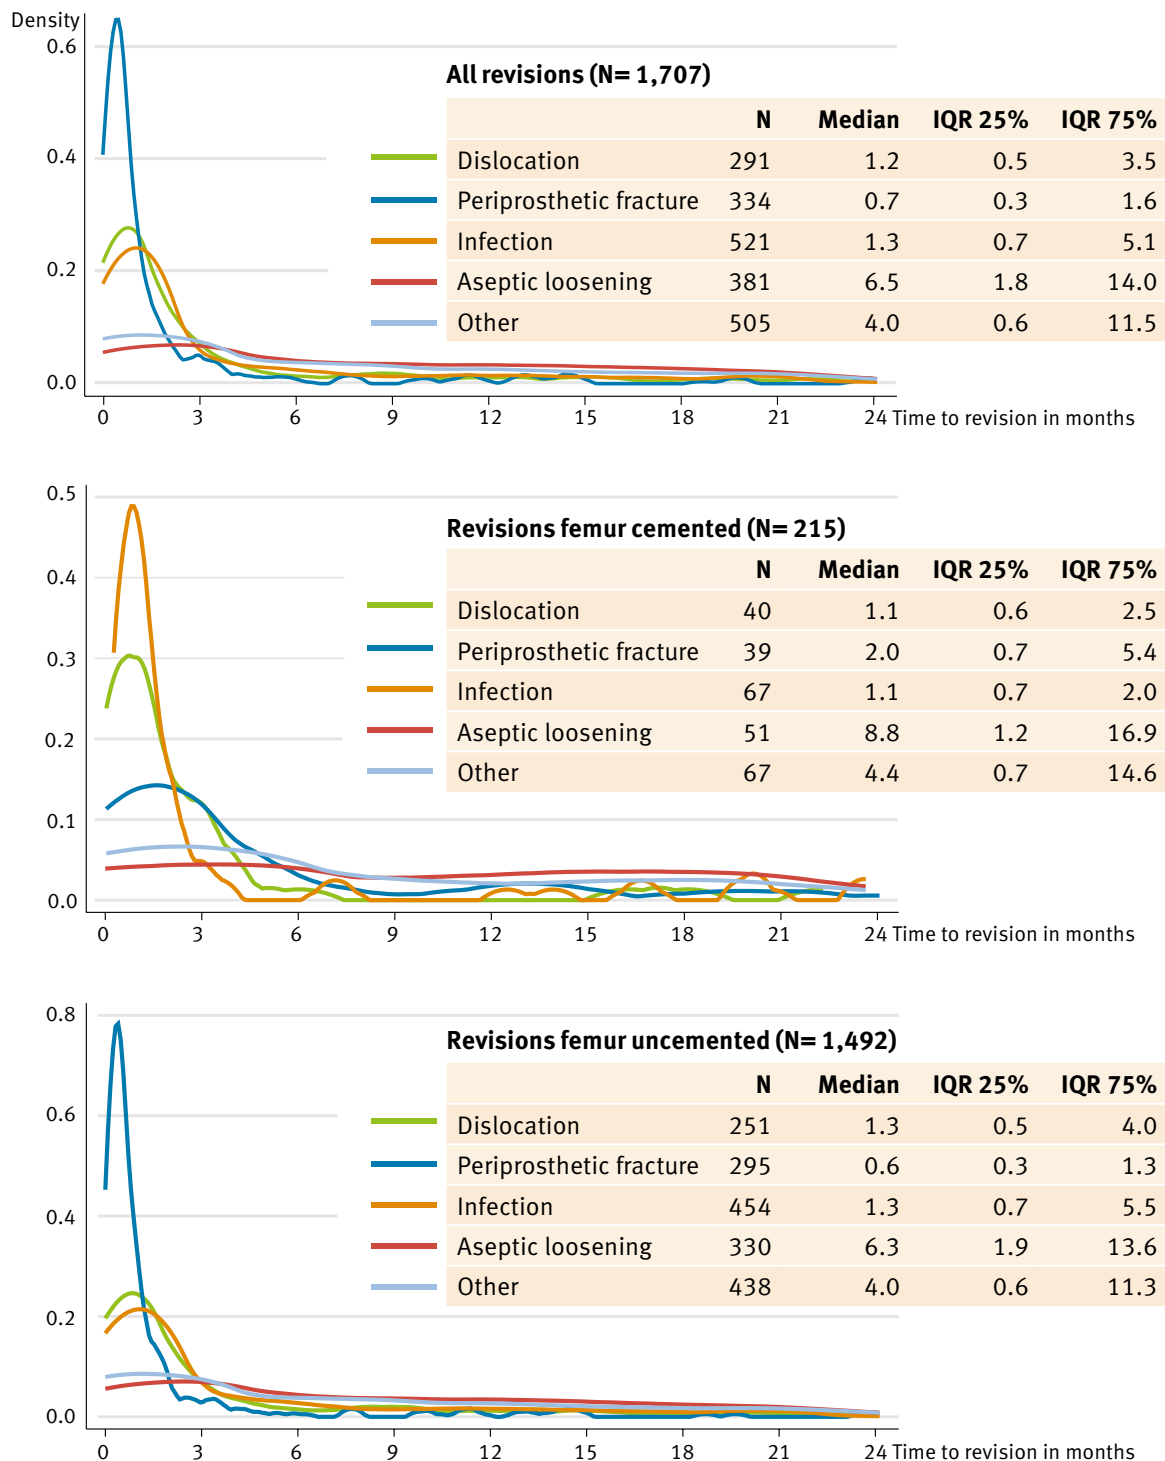 Density
All revisions (N= 1,707)
N Median IQR 25% IQR 75%
Dislocation 291 1.2 0.5 3.5
Periprosthetic fracture 334 0.7 0.3 1.6
Infection 521 1.3 0.7 5.1
Aseptic loosening 381 6.5 1.8 14.0
Other 505 4.0 0.6 11.5
0.6
0.4
0.2
0.0
0 3 6 9 12 15 18 21 24 Time to revision in months
Revisions femur cemented (N= 215)
N Median IQR 25% IQR 75%
Dislocation 40 1.1 0.6 2.5
Periprosthetic fracture 39 2.0 0.7 5.4
Infection 67 1.1 0.7 2.0
Aseptic loosening 51 8.8 1.2 16.9
Other 67 4.4 0.7 14.6
0.5
0.4
0.3
0.2
0.1
0.0
0 3 6 9 12 15 18 21 24 Time to revision in months
Revisions femur uncemented (N= 1,492)
N Median IQR 25% IQR 75%
Dislocation 251 1.3 0.5 4.0
Periprosthetic fracture 295 0.6 0.3 1.3
Infection 454 1.3 0.7 5.5
Aseptic loosening 330 6.3 1.9 13.6
Other 438 4.0 0.6 11.3
0.8
0.6
0.4
0.2
0.0
0 3 6 9 12 15 18 21 24 Time to revision in months